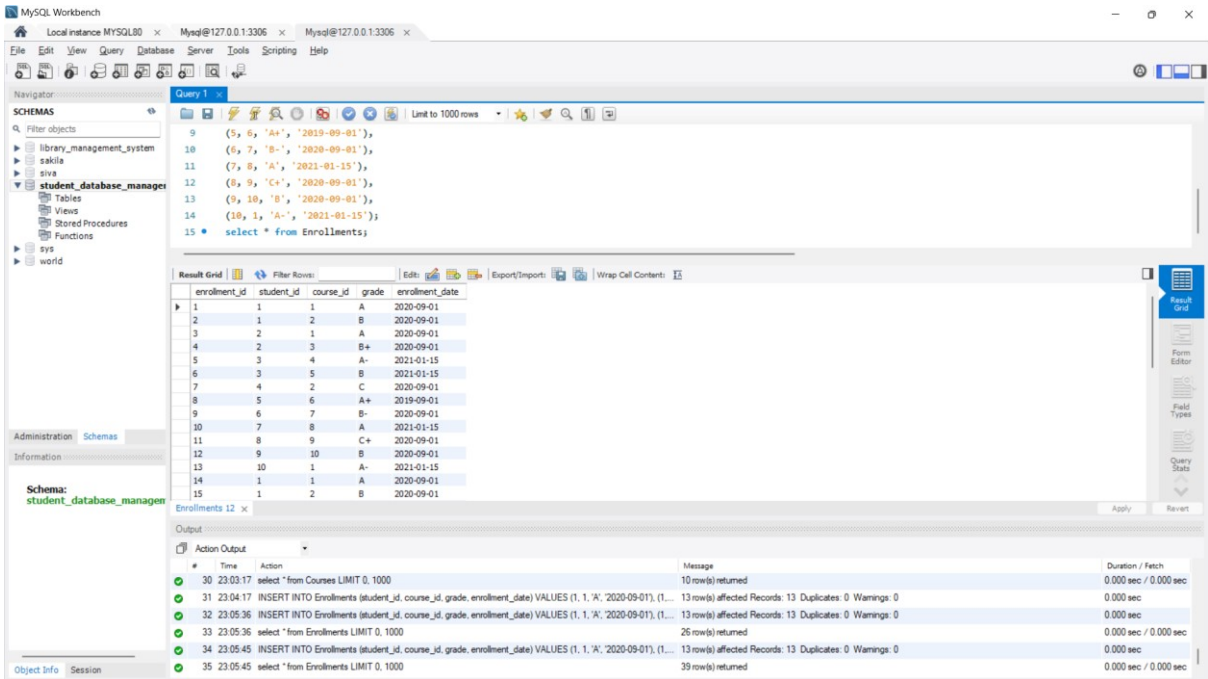 MySQL Workbench
Local instance MYSQL80 × Mysql@127.0.0.1:3306 × Mysql@127.0.0.1:3306 ×
File Edit View Query Database Server Tools Scripting Help
Navigator
Query 1 ×
SCHEMAS
Limit to 1000 rows
Filter objects
library_management_system
sakila
siva
student_database_manager
Tables
Views
Stored Procedures
Functions
sys
world
9 (5, 6, 'A+', '2019-09-01'),
10 (6, 7, 'B-', '2020-09-01'),
11 (7, 8, 'A', '2021-01-15'),
12 (8, 9, 'C+', '2020-09-01'),
13 (9, 10, 'B', '2020-09-01'),
14 (10, 1, 'A-', '2021-01-15');
15 select * from Enrollments;
Result Grid Filter Rows: Edit: Export/Import: Wrap Cell Content:
enrollment_id student_id course_id grade enrollment_date
1 1 1 A 2020-09-01
2 1 2 B 2020-09-01
3 2 1 A 2020-09-01
4 2 3 B+ 2020-09-01
5 3 4 A- 2021-01-15
6 3 5 B 2021-01-15
7 4 2 C 2020-09-01
8 5 6 A+ 2019-09-01
9 6 7 B- 2020-09-01
10 7 8 A 2021-01-15
11 8 9 C+ 2020-09-01
12 9 10 B 2020-09-01
13 10 1 A- 2021-01-15
14 1 1 A 2020-09-01
15 1 2 B 2020-09-01
Result
Grid
Form
Editor
Field
Types
Query
Stats
Administration Schemas
Information
Schema:
student_database_managem
Enrollments 12 ×
Apply Revert
Output
Action Output
# Time Action Message Duration / Fetch
30 23:03:17 select * from Courses LIMIT 0, 1000 10 row(s) returned 0.000 sec / 0.000 sec
31 23:04:17 INSERT INTO Enrollments (student_id, course_id, grade, enrollment_date) VALUES (1, 1, 'A', '2020-09-01'), (1,... 13 row(s) affected Records: 13 Duplicates: 0 Warnings: 0 0.000 sec
32 23:05:36 INSERT INTO Enrollments (student_id, course_id, grade, enrollment_date) VALUES (1, 1, 'A', '2020-09-01'), (1,... 13 row(s) affected Records: 13 Duplicates: 0 Warnings: 0 0.000 sec
33 23:05:36 select * from Enrollments LIMIT 0, 1000 26 row(s) returned 0.000 sec / 0.000 sec
34 23:05:45 INSERT INTO Enrollments (student_id, course_id, grade, enrollment_date) VALUES (1, 1, 'A', '2020-09-01'), (1,... 13 row(s) affected Records: 13 Duplicates: 0 Warnings: 0 0.000 sec
35 23:05:45 select * from Enrollments LIMIT 0, 1000 39 row(s) returned 0.000 sec / 0.000 sec
Object Info Session